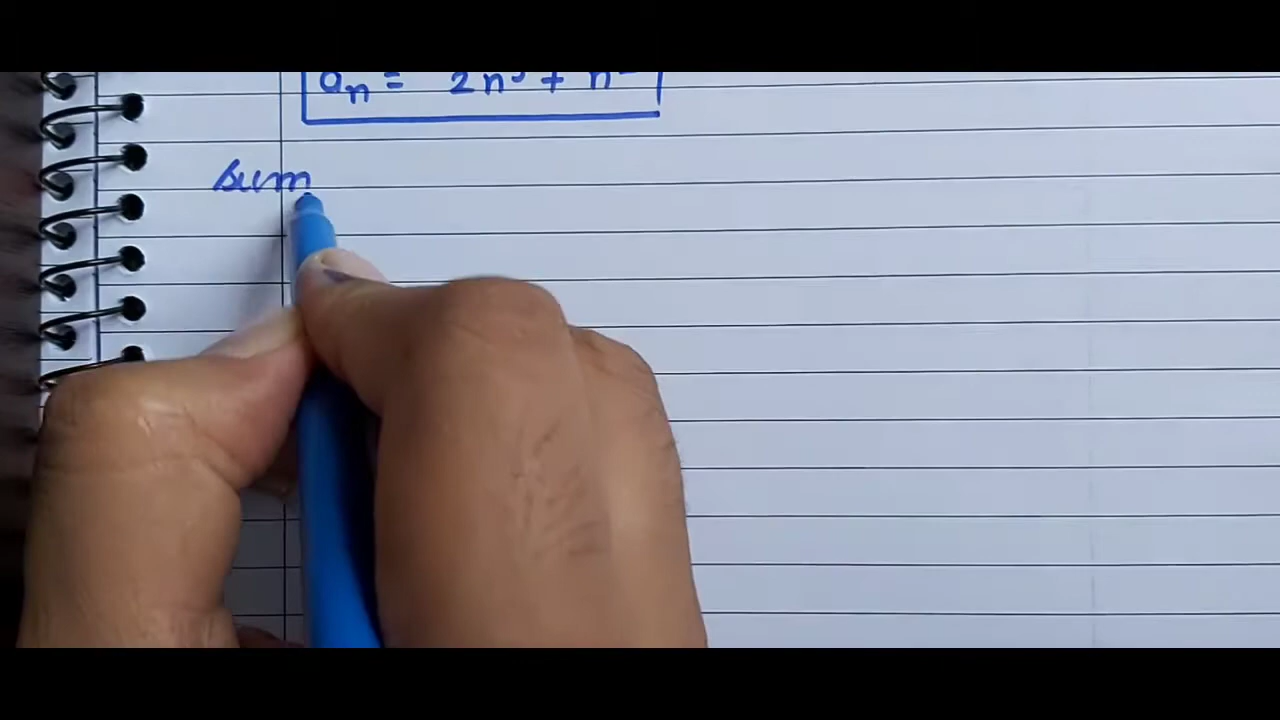 an = 2n³ + n²
sum